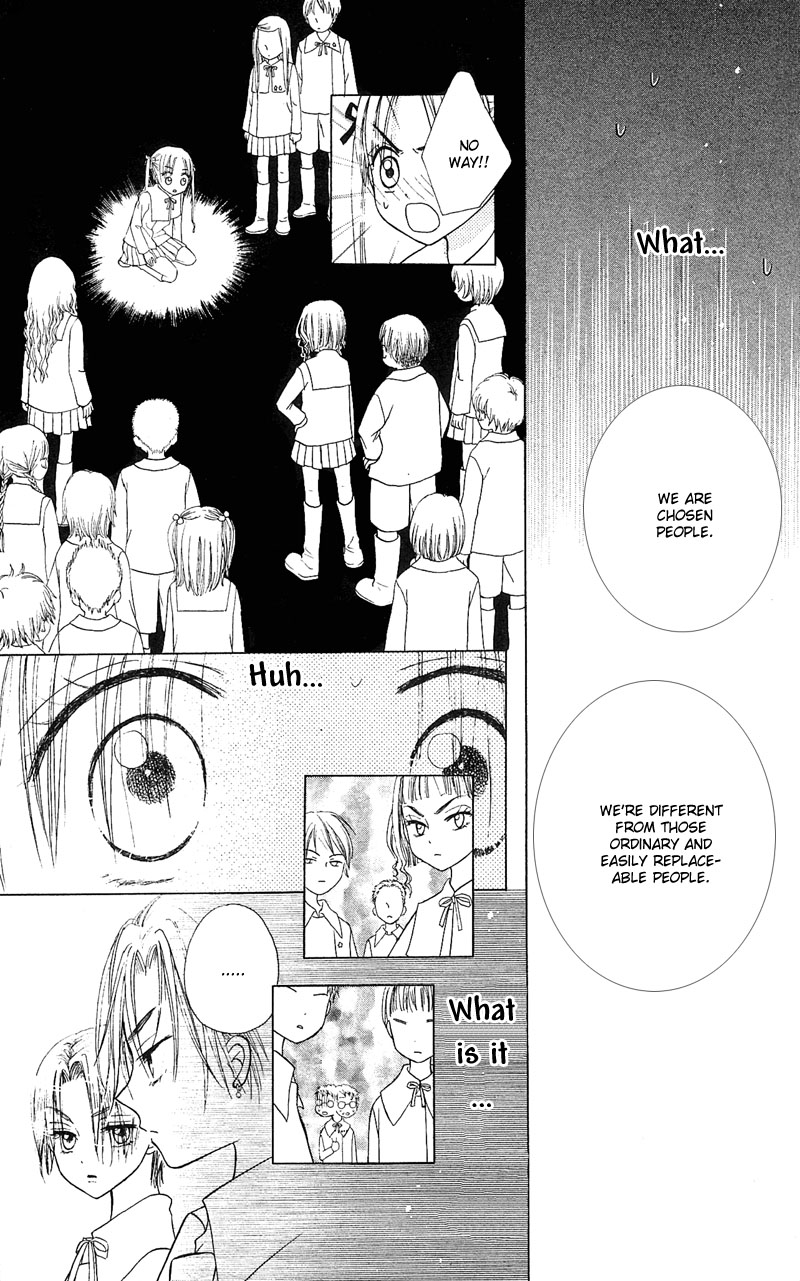 What...
WE ARE
CHOSEN
PEOPLE.
WE'RE DIFFERENT
FROM THOSE
ORDINARY AND
EASILY REPLACE-
ABLE PEOPLE.
NO
WAY!!
Huh...
What
is it
...
.....